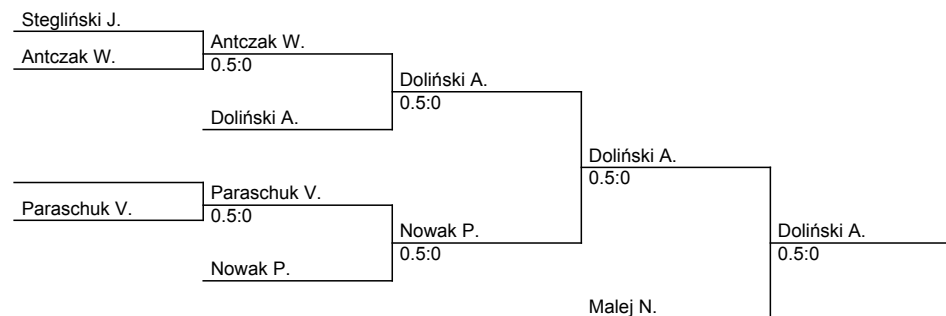 Stegliński J.
Antczak W.
Antczak W.
0.5:0
Doliński A.
0.5:0
Doliński A.
Doliński A.
0.5:0
Paraschuk V.
Paraschuk V.
0.5:0
Nowak P.
0.5:0
Doliński A.
0.5:0
Nowak P.
Malej N.